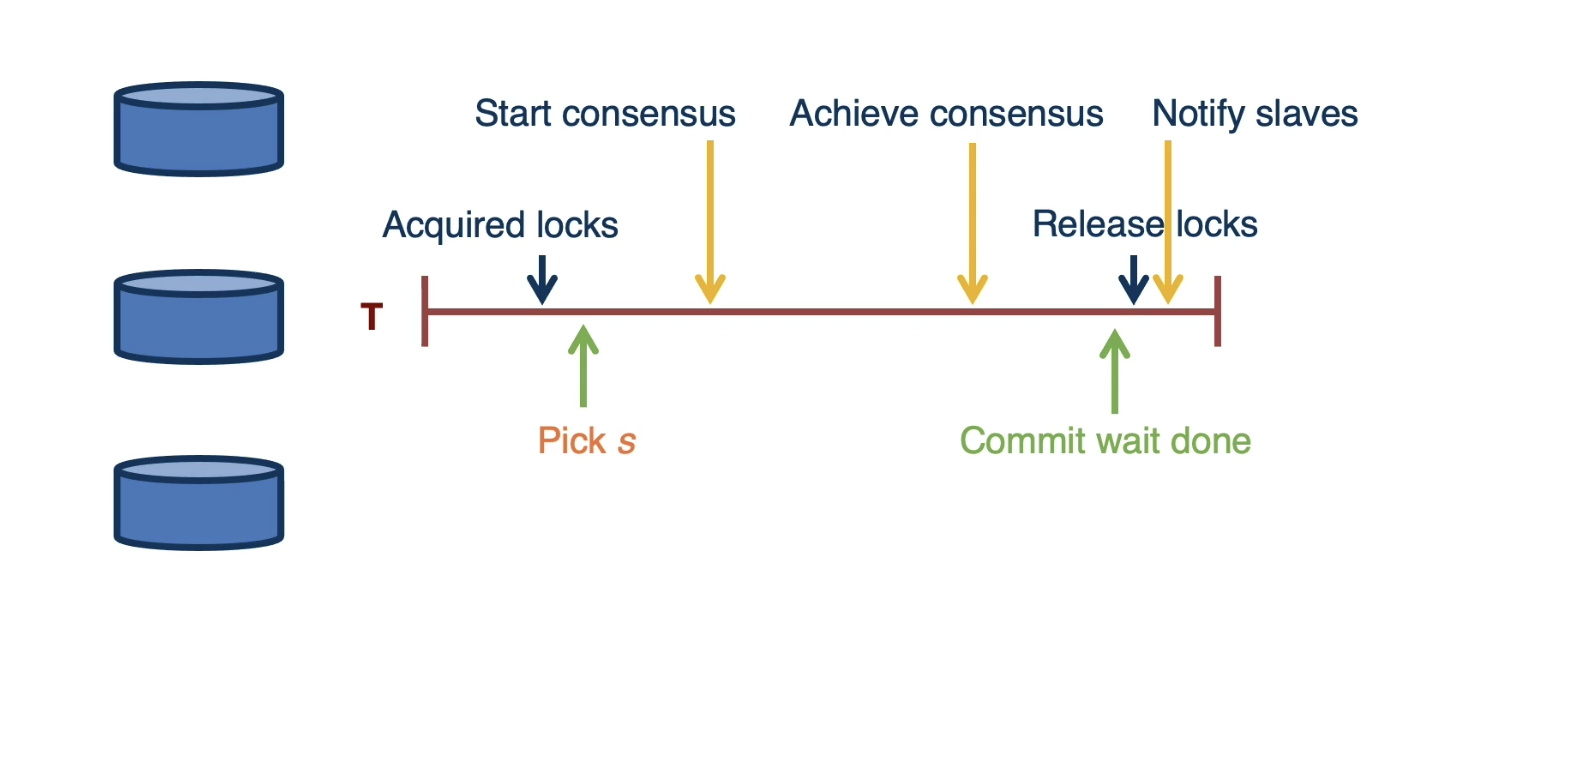 Start consensus
Achieve consensus
Notify slaves
Acquired locks
Release locks
T
Pick s
Commit wait done